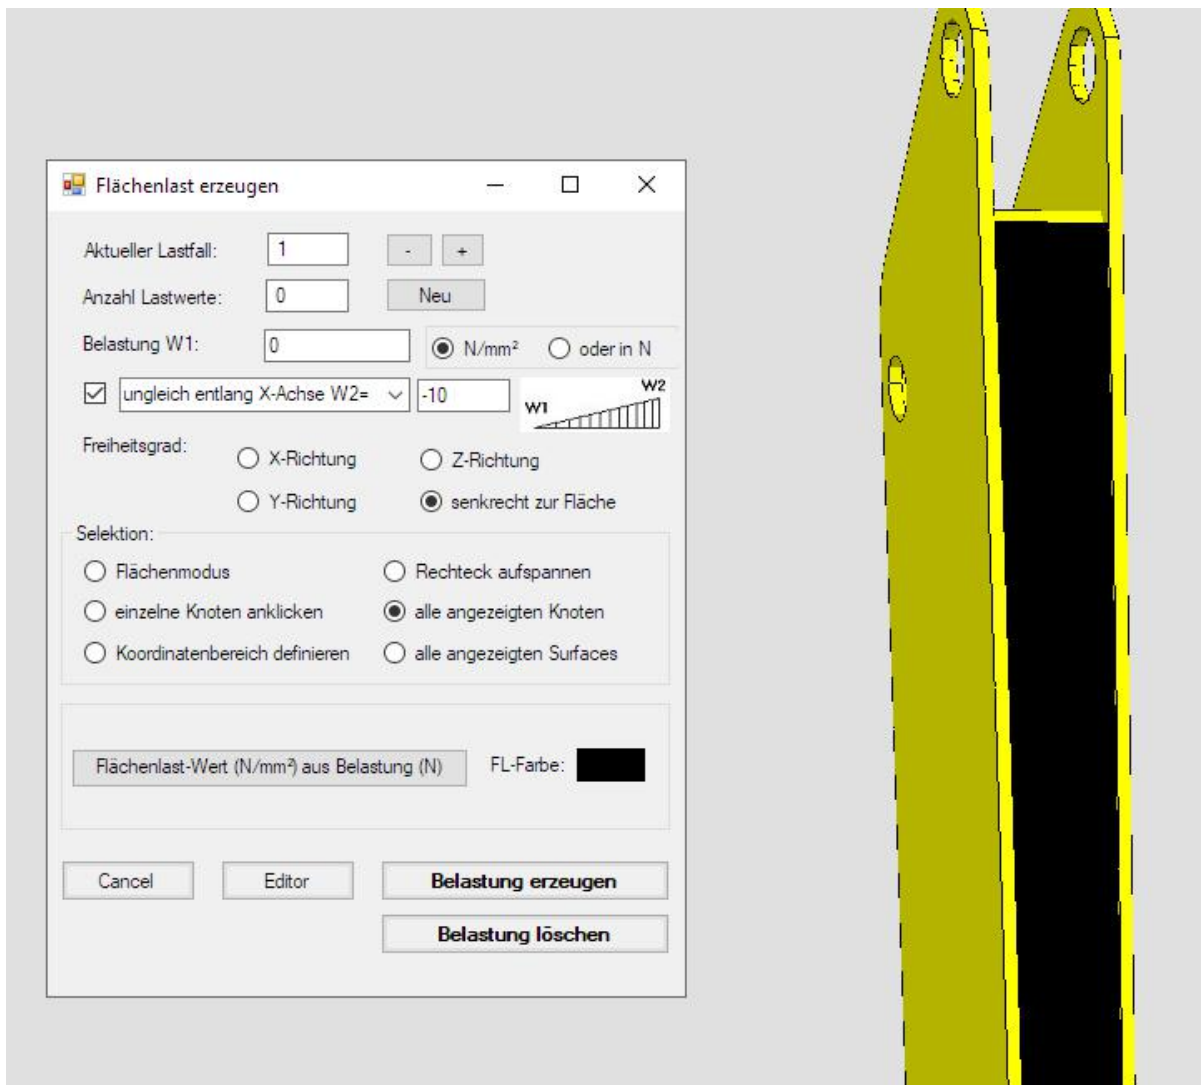 Flächenlast erzeugen
Aktueller Lastfall: 1 - +
Anzahl Lastwerte: 0 Neu
Belastung W1: 0 N/mm² oder in N
ungleich entlang X-Achse W2= -10 W1 W2
Freiheitsgrad: X-Richtung Z-Richtung
Y-Richtung senkrecht zur Fläche
Selektion:
Flächenmodus Rechteck aufspannen
einzelne Knoten anklicken alle angezeigten Knoten
Koordinatenbereich definieren alle angezeigten Surfaces
Flächenlast-Wert (N/mm²) aus Belastung (N) FL-Farbe:
Cancel Editor Belastung erzeugen
Belastung löschen